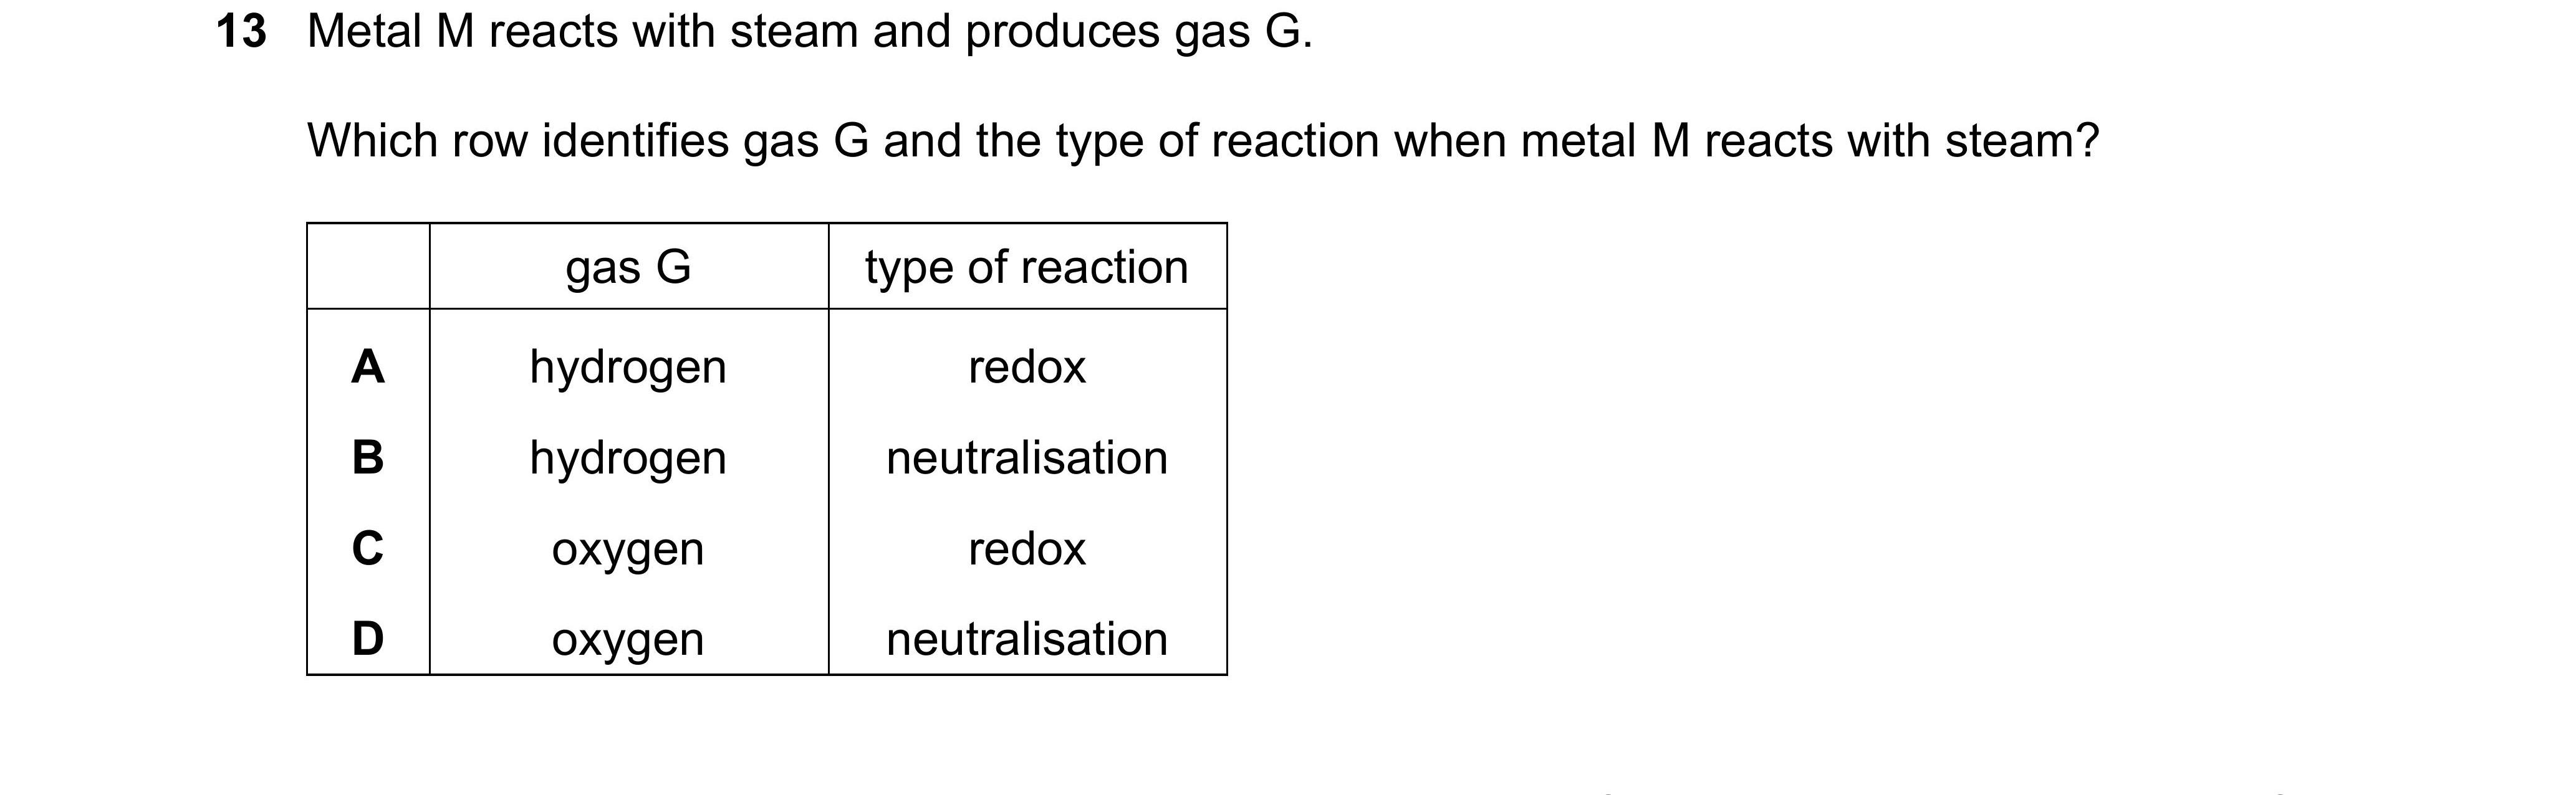 13 Metal M reacts with steam and produces gas G.
Which row identifies gas G and the type of reaction when metal M reacts with steam?
gas G type of reaction
A hydrogen redox
B hydrogen neutralisation
C oxygen redox
D oxygen neutralisation